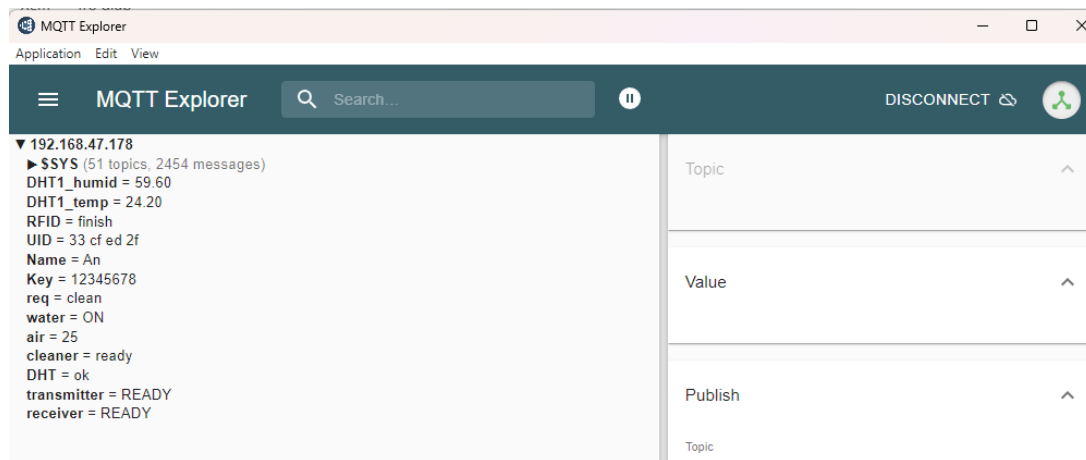 MQTT Explorer
Application Edit View
MQTT Explorer
Search...
DISCONNECT
▼ 192.168.47.178
▶ $SYS (51 topics, 2454 messages)
DHT1_humid = 59.60
DHT1_temp = 24.20
RFID = finish
UID = 33 cf ed 2f
Name = An
Key = 12345678
req = clean
water = ON
air = 25
cleaner = ready
DHT = ok
transmitter = READY
receiver = READY
Topic
Value
Publish
Topic